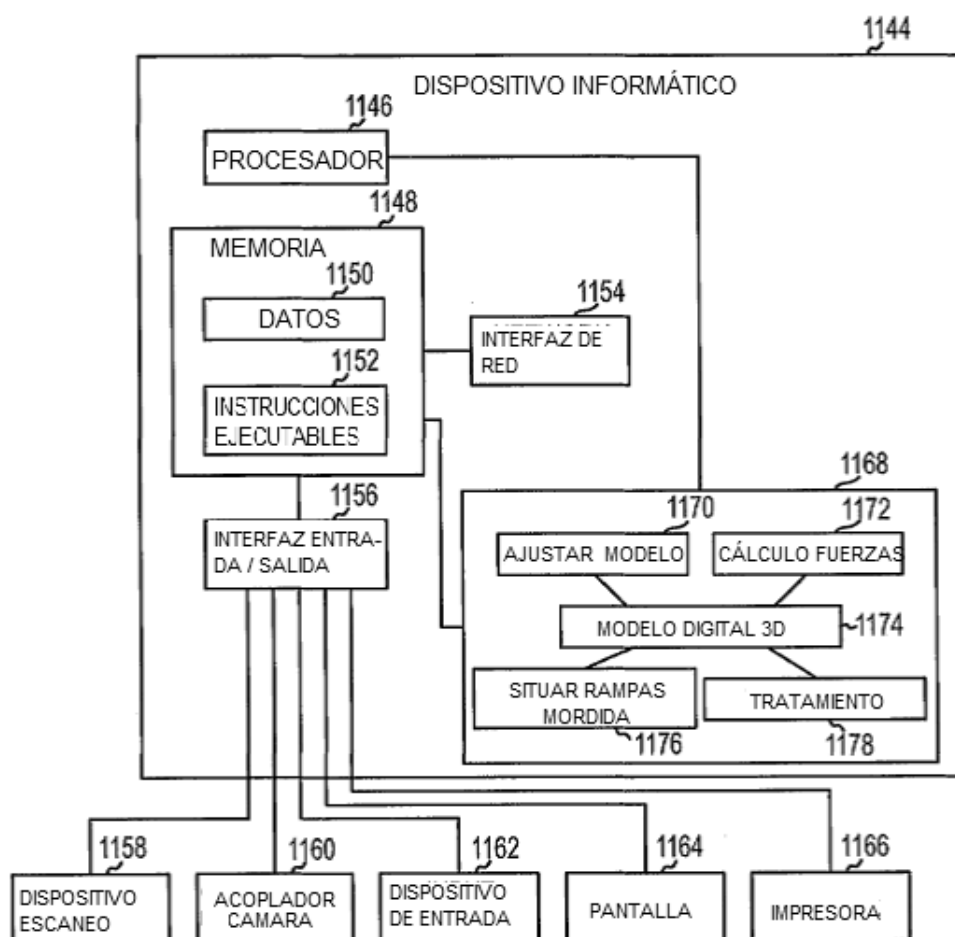 1144
DISPOSITIVO INFORMÁTICO
1146
PROCESADOR
1148
MEMORIA
1150
DATOS
1154
INTERFAZ DE
RED
1152
INSTRUCCIONES
EJECUTABLES
1168
1156
INTERFAZ ENTRA-
DA / SALIDA
1170
AJUSTAR MODELO
1172
CÁLCULO FUERZAS
MODELO DIGITAL 3D
1174
SITUAR RAMPAS
MORDIDA
1176
TRATAMIENTO
1178
1158
DISPOSITIVO
ESCANEO
1160
ACOPLADOR
CAMARA
1162
DISPOSITIVO
DE ENTRADA
1164
PANTALLA
1166
IMPRESORA